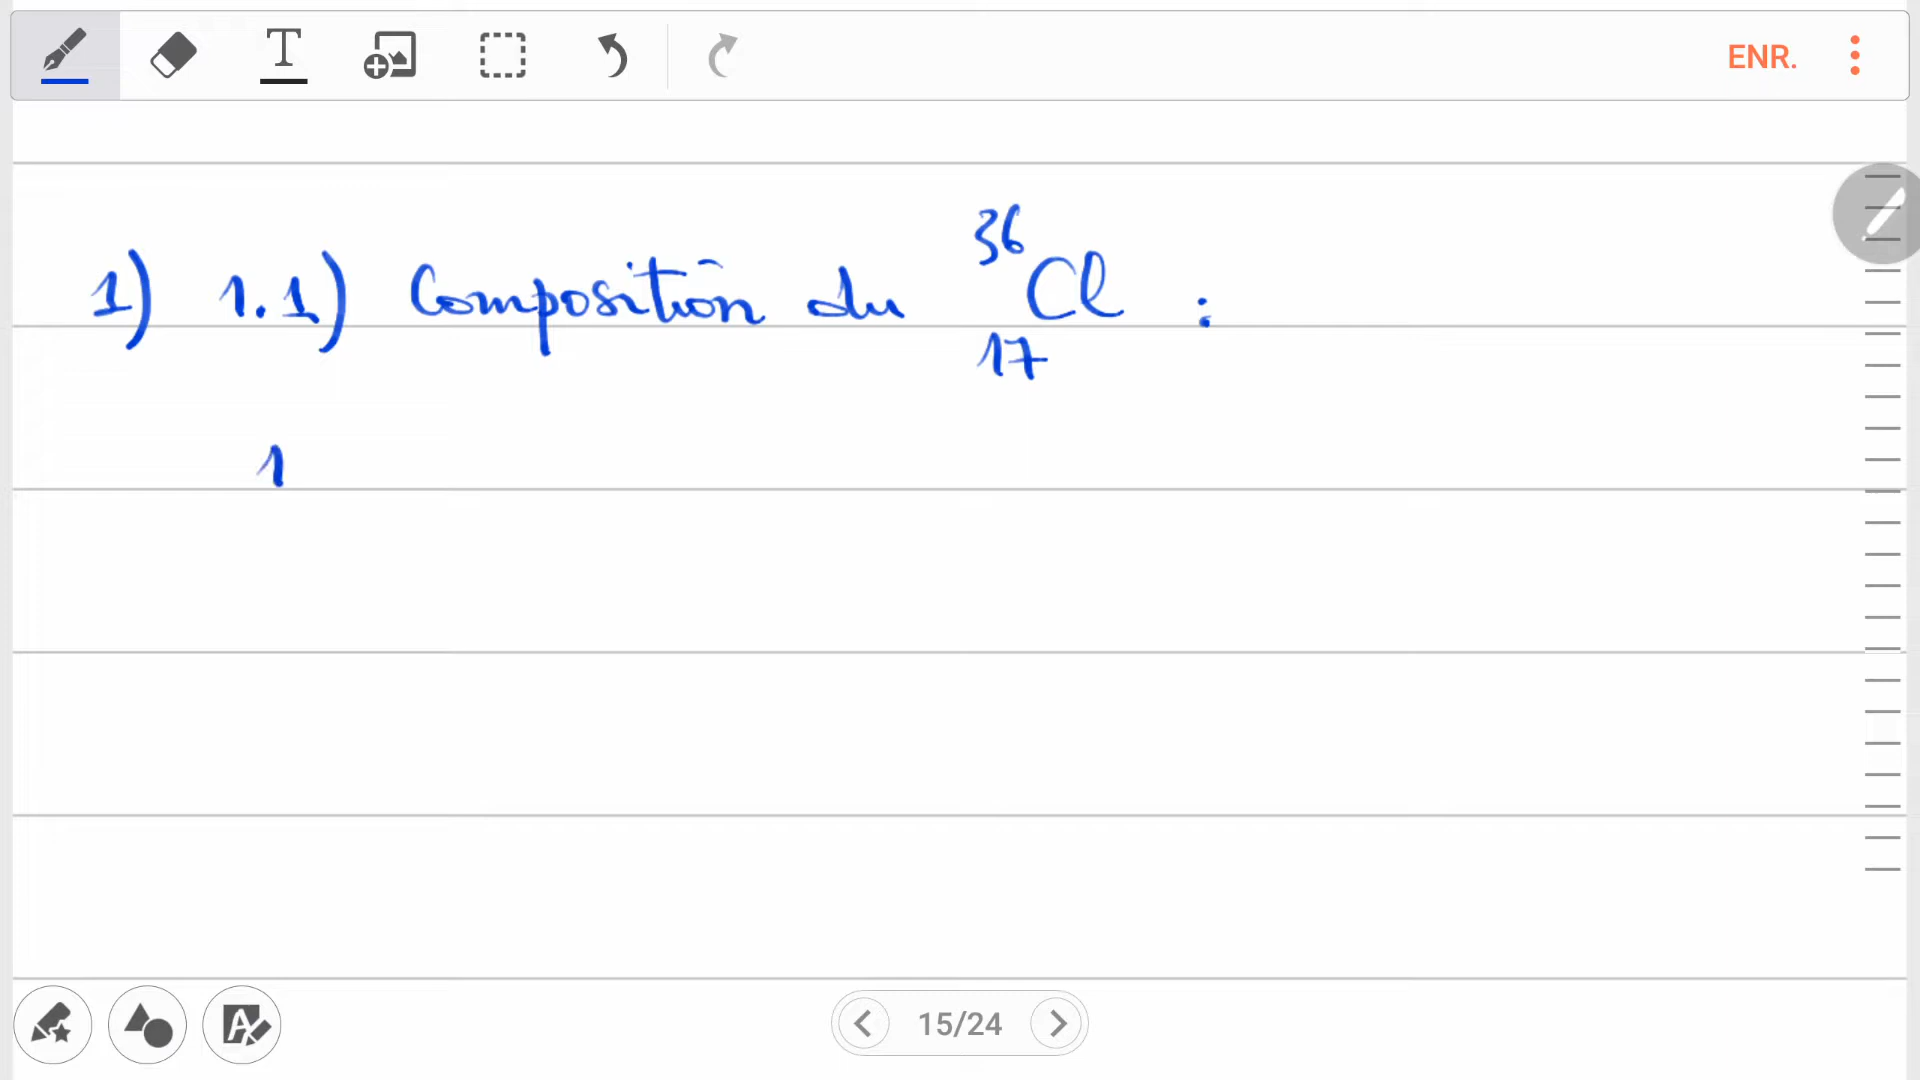 T ENR.
1) 1.1) Composition du ³⁶₁₇Cl :
1
A
15/24